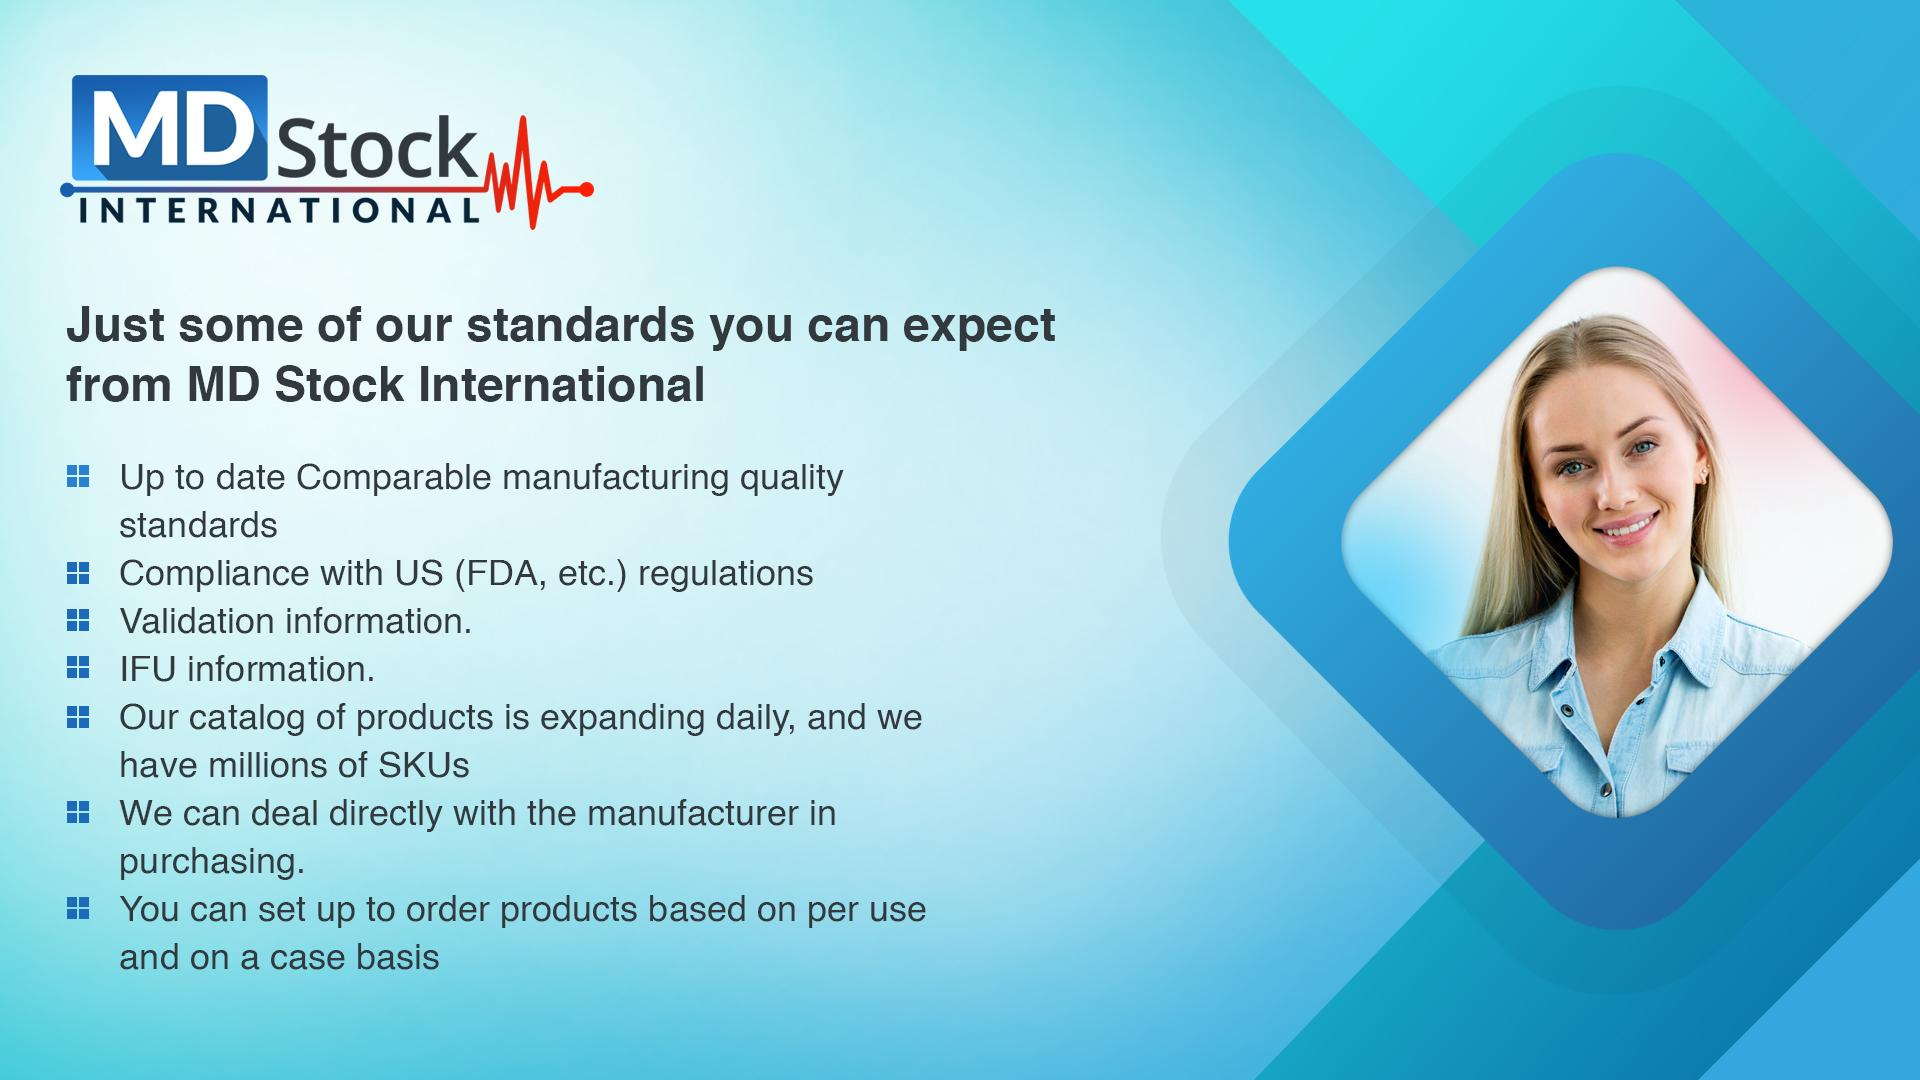 MD Stock
INTERNATIONAL
Just some of our standards you can expect
from MD Stock International
Up to date Comparable manufacturing quality
standards
Compliance with US (FDA, etc.) regulations
Validation information.
IFU information.
Our catalog of products is expanding daily, and we
have millions of SKUs
We can deal directly with the manufacturer in
purchasing.
You can set up to order products based on per use
and on a case basis